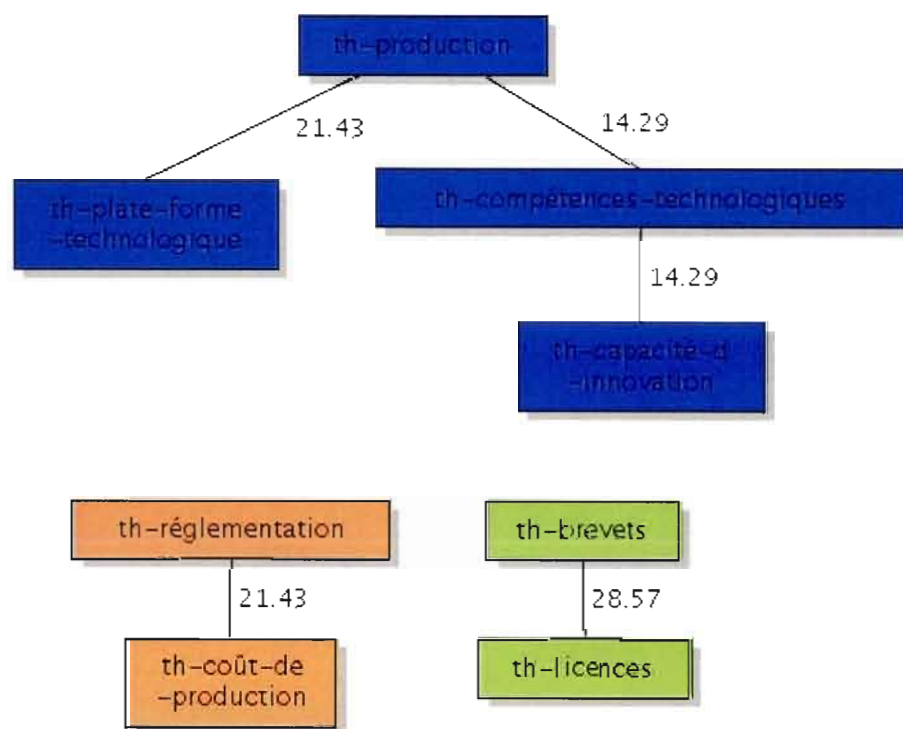 th-production
21.43
14.29
th-plate-forme
-technologique
th-compétences-technologiques
14.29
th-capacité-d
-innovation
th-réglementation
th-brevets
21.43
28.57
th-coût-de
-production
th-licences